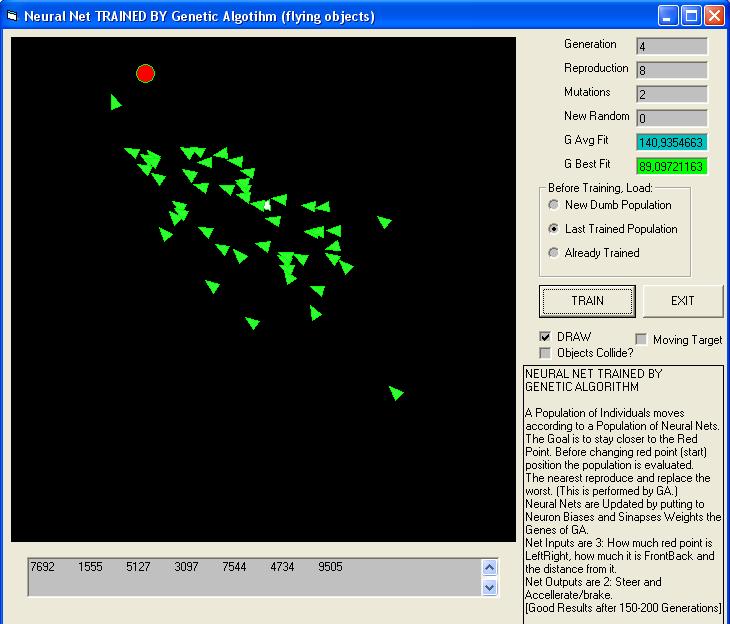 Neural Net TRAINED BY Genetic Algotihm (flying objects)
Generation 4
Reproduction 8
Mutations 2
New Random 0
G Avg Fit 140,9354663
G Best Fit 89,09721163
Before Training, Load:
New Dumb Population
Last Trained Population
Already Trained
TRAIN EXIT
DRAW Moving Target
Objects Collide?
NEURAL NET TRAINED BY
GENETIC ALGORITHM
A Population of Individuals moves
according to a Population of Neural Nets.
The Goal is to stay closer to the Red
Point. Before changing red point (start)
position the population is evaluated.
The nearest reproduce and replace the
worst. (This is performed by GA.)
Neural Nets are Updated by putting to
Neuron Biases and Sinapses Weights the
Genes of GA.
Net Inputs are 3: How much red point is
LeftRight, how much it is FrontBack and
the distance from it.
Net Outputs are 2: Steer and
Accellerate/brake.
[Good Results after 150-200 Generations]
7692 1555 5127 3097 7544 4734 9505